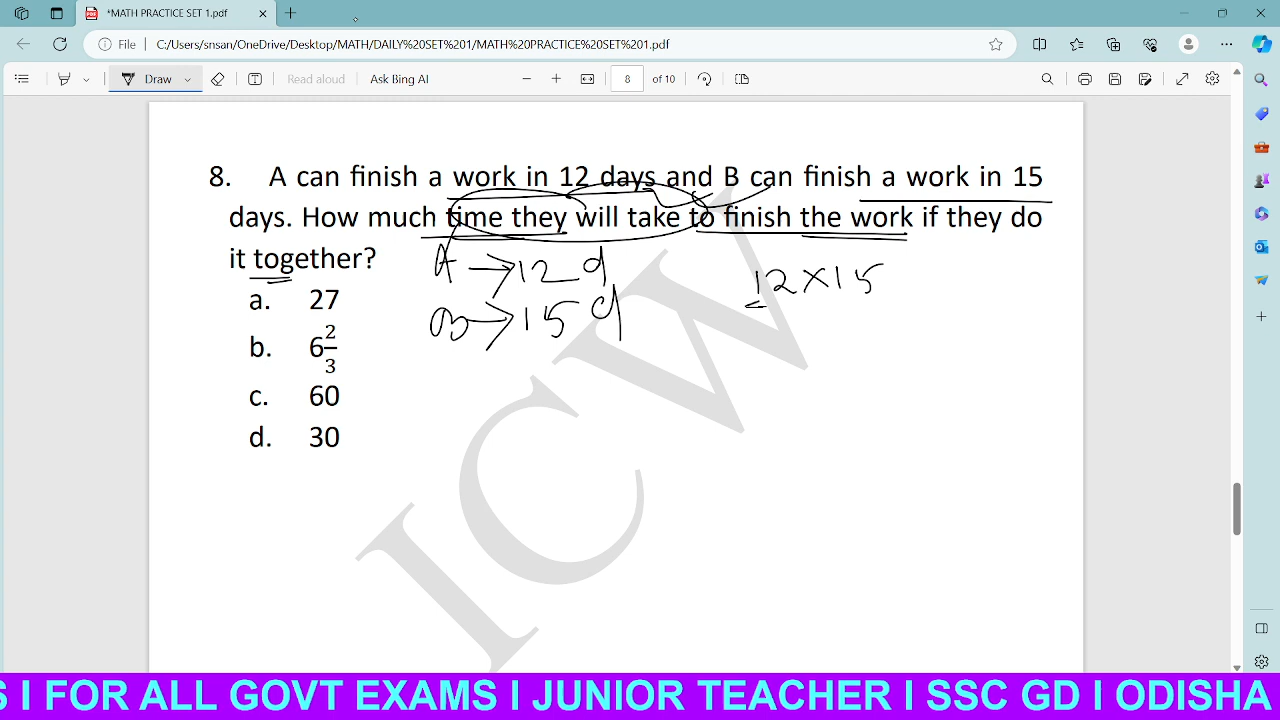 *MATH PRACTICE SET 1.pdf
File C:/Users/snsan/OneDrive/Desktop/MATH/DAILY%20SET%201/MATH%20PRACTICE%20SET%201.pdf
Draw Read aloud Ask Bing AI 8 of 10
8. A can finish a work in 12 days and B can finish a work in 15
days. How much time they will take to finish the work if they do
it together?
A → 12 d
12 × 15
a. 27
B → 15 d
b. 6 2/3
c. 60
d. 30
ICW
S I FOR ALL GOVT EXAMS I JUNIOR TEACHER I SSC GD I ODISHA